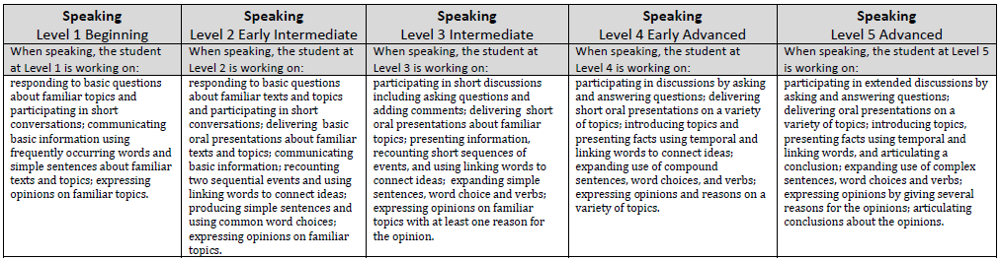 Speaking
Level 1 Beginning
When speaking, the student
at Level 1 is working on:
responding to basic questions
about familiar topics and
participating in short
conversations; communicating
basic information using
frequently occurring words and
simple sentences about familiar
texts and topics; expressing
opinions on familiar topics.
Speaking
Level 2 Early Intermediate
When speaking, the student at
Level 2 is working on:
responding to basic questions
about familiar texts and topics
and participating in short
conversations; delivering basic
oral presentations about familiar
texts and topics; communicating
basic information; recounting
two sequential events and using
linking words to connect ideas;
producing simple sentences and
using common word choices;
expressing opinions on familiar
topics.
Speaking
Level 3 Intermediate
When speaking, the student at
Level 3 is working on:
participating in short discussions
including asking questions and
adding comments; delivering short
oral presentations about familiar
topics; presenting information,
recounting short sequences of
events, and using linking words to
connect ideas; expanding simple
sentences, word choice and verbs;
expressing opinions on familiar
topics with at least one reason for
the opinion.
Speaking
Level 4 Early Advanced
When speaking, the student at
Level 4 is working on:
participating in discussions by asking
and answering questions; delivering
short oral presentations on a variety
of topics; introducing topics and
presenting facts using temporal and
linking words to connect ideas;
expanding use of compound
sentences, word choices, and verbs;
expressing opinions and reasons on a
variety of topics.
Speaking
Level 5 Advanced
When speaking, the student at Level 5
is working on:
participating in extended discussions by
asking and answering questions;
delivering oral presentations on a
variety of topics; introducing topics,
presenting facts using temporal and
linking words, and articulating a
conclusion; expanding use of complex
sentences, word choices and verbs;
expressing opinions by giving several
reasons for the opinions; articulating
conclusions about the opinions.